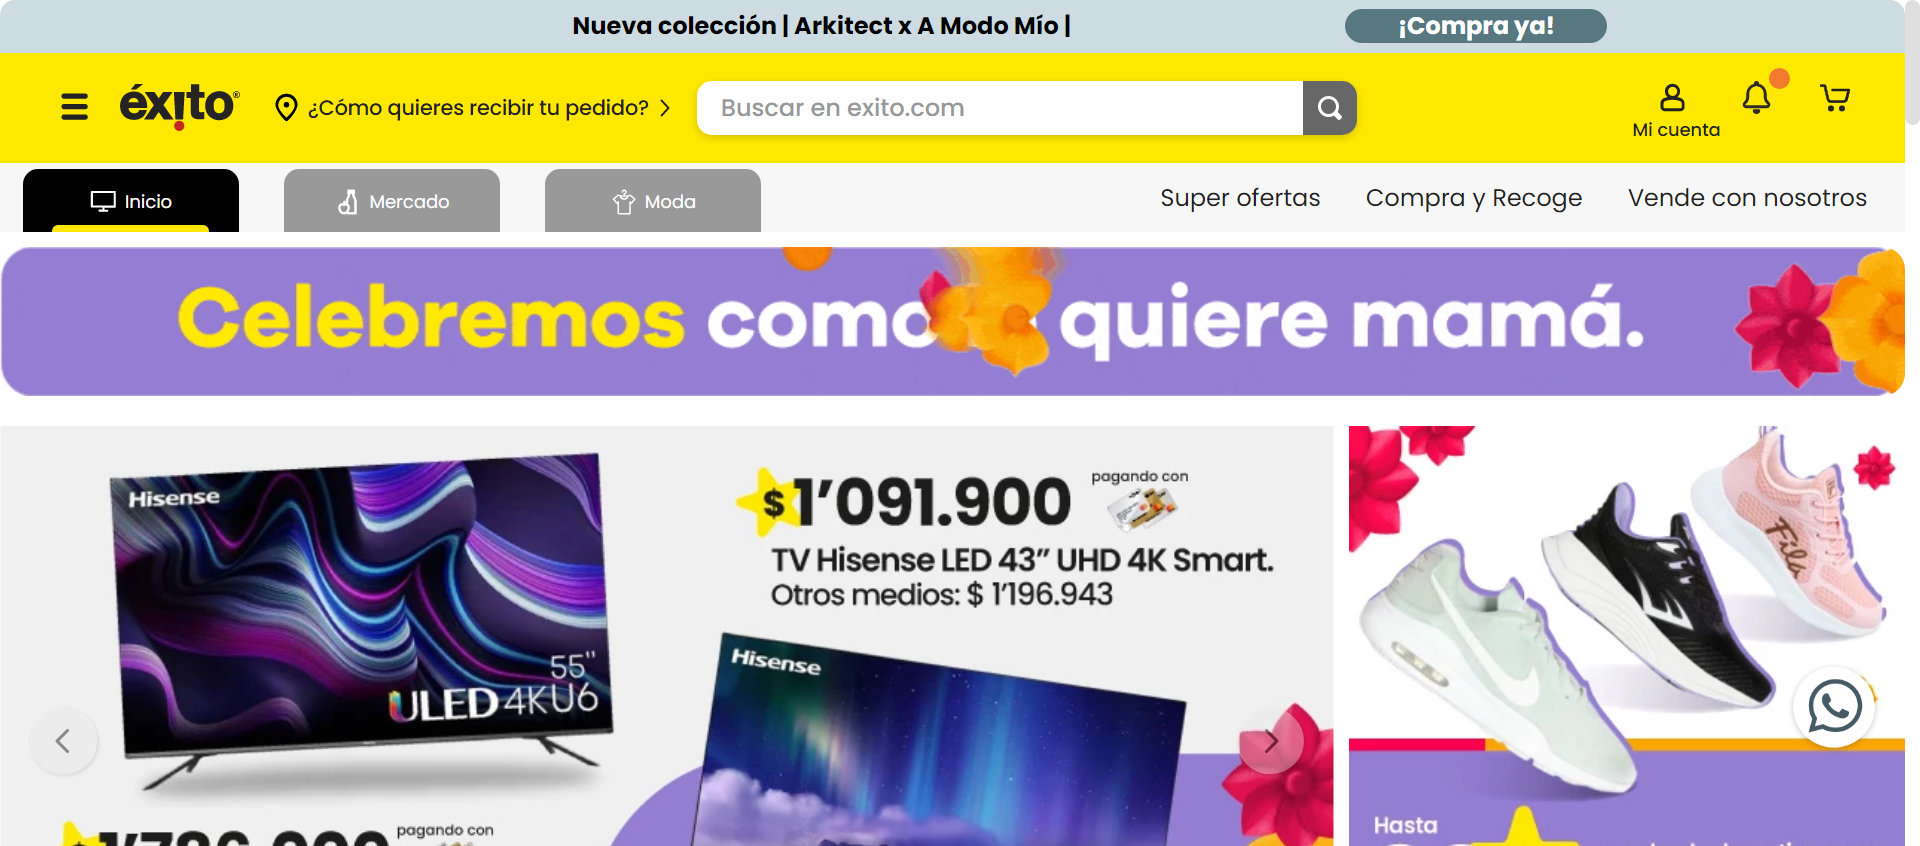 Nueva colección | Arkitect x A Modo Mío |
¡Compra ya!
éxito
¿Cómo quieres recibir tu pedido?
Buscar en exito.com
Mi cuenta
Inicio
Mercado
Moda
Super ofertas
Compra y Recoge
Vende con nosotros
Celebremos como quiere mamá.
Hisense
55"
ULED 4K U6
$1'091.900
pagando con
TV Hisense LED 43" UHD 4K Smart.
Otros medios: $ 1'196.943
Hisense
pagando con
Fila
Hasta